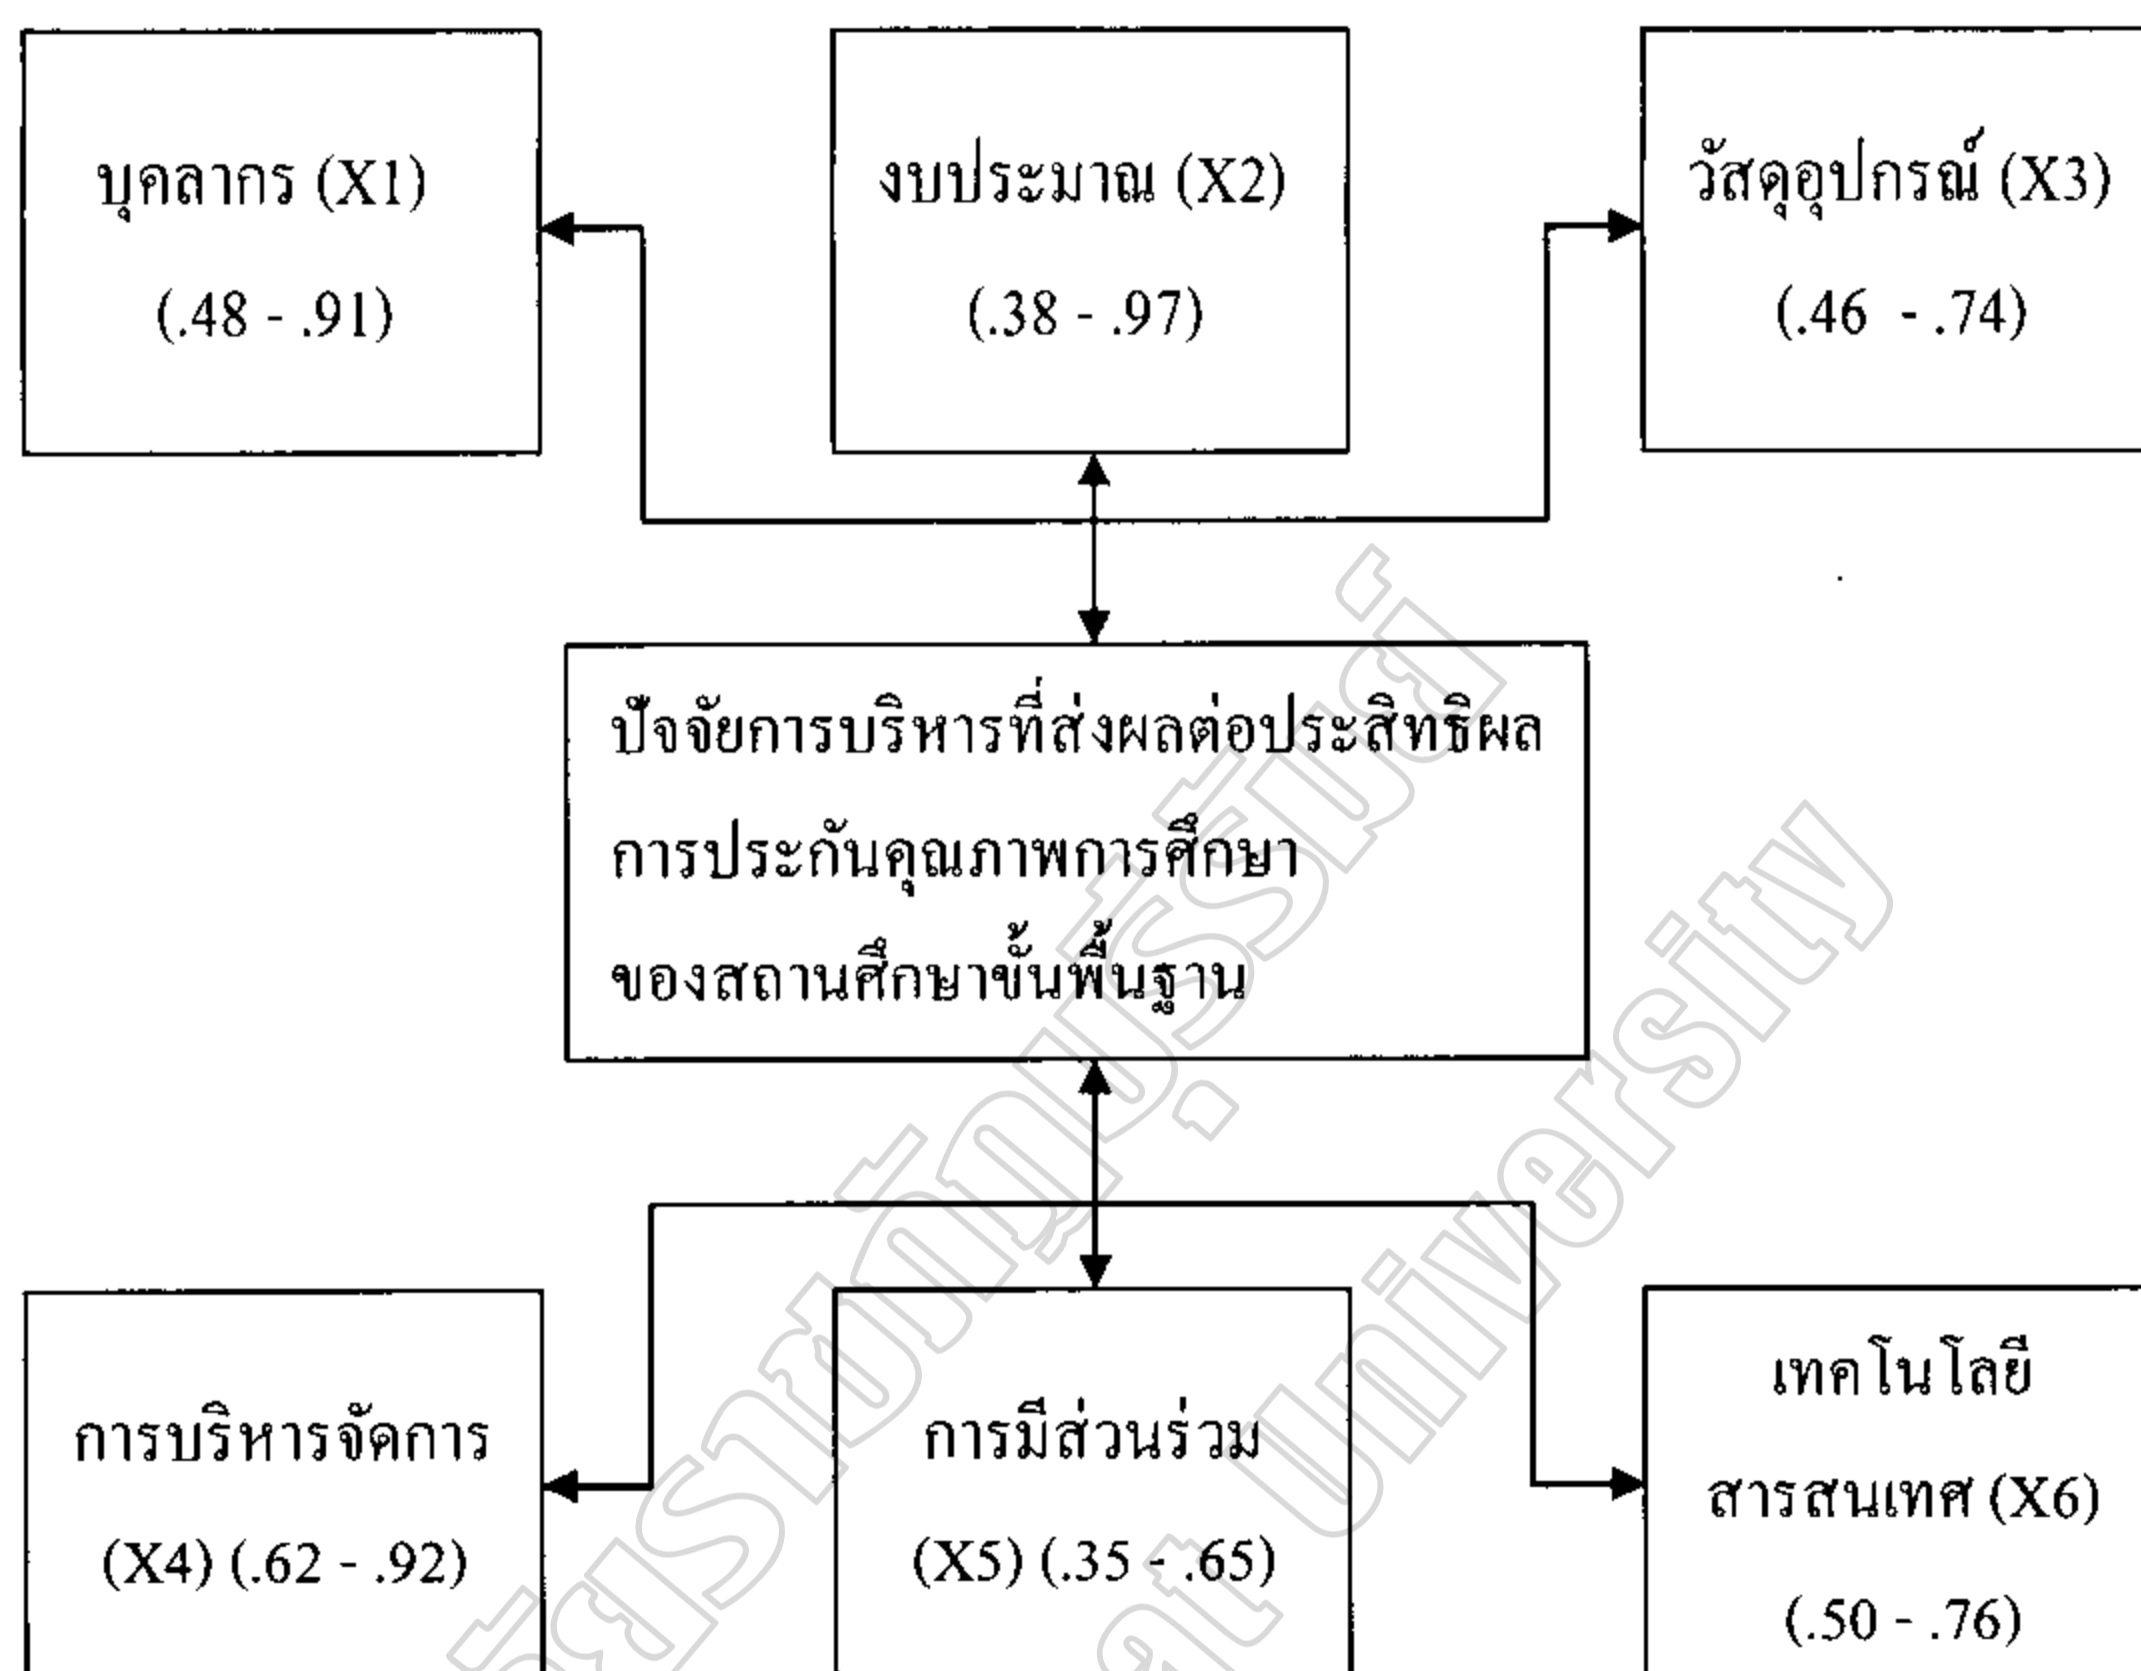 บุคลากร (X1)
(.48 - .91)
งบประมาณ (X2)
(.38 - .97)
วัสดุอุปกรณ์ (X3)
(.46 - .74)
ปัจจัยการบริหารที่ส่งผลต่อประสิทธิผล
การประกันคุณภาพการศึกษา
ของสถานศึกษาขั้นพื้นฐาน
การบริหารจัดการ
(X4) (.62 - .92)
การมีส่วนร่วม
(X5) (.35 - .65)
เทคโนโลยี
สารสนเทศ (X6)
(.50 - .76)
University